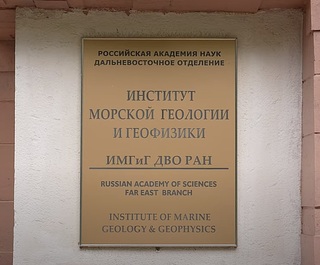 РОССИЙСКАЯ АКАДЕМИЯ НАУК
ДАЛЬНЕВОСТОЧНОЕ ОТДЕЛЕНИЕ
ИНСТИТУТ
МОРСКОЙ ГЕОЛОГИИ
И ГЕОФИЗИКИ
ИМГиГ ДВО РАН
RUSSIAN ACADEMY OF SCIENCES
FAR EAST BRANCH
INSTITUTE OF MARINE
GEOLOGY & GEOPHYSICS